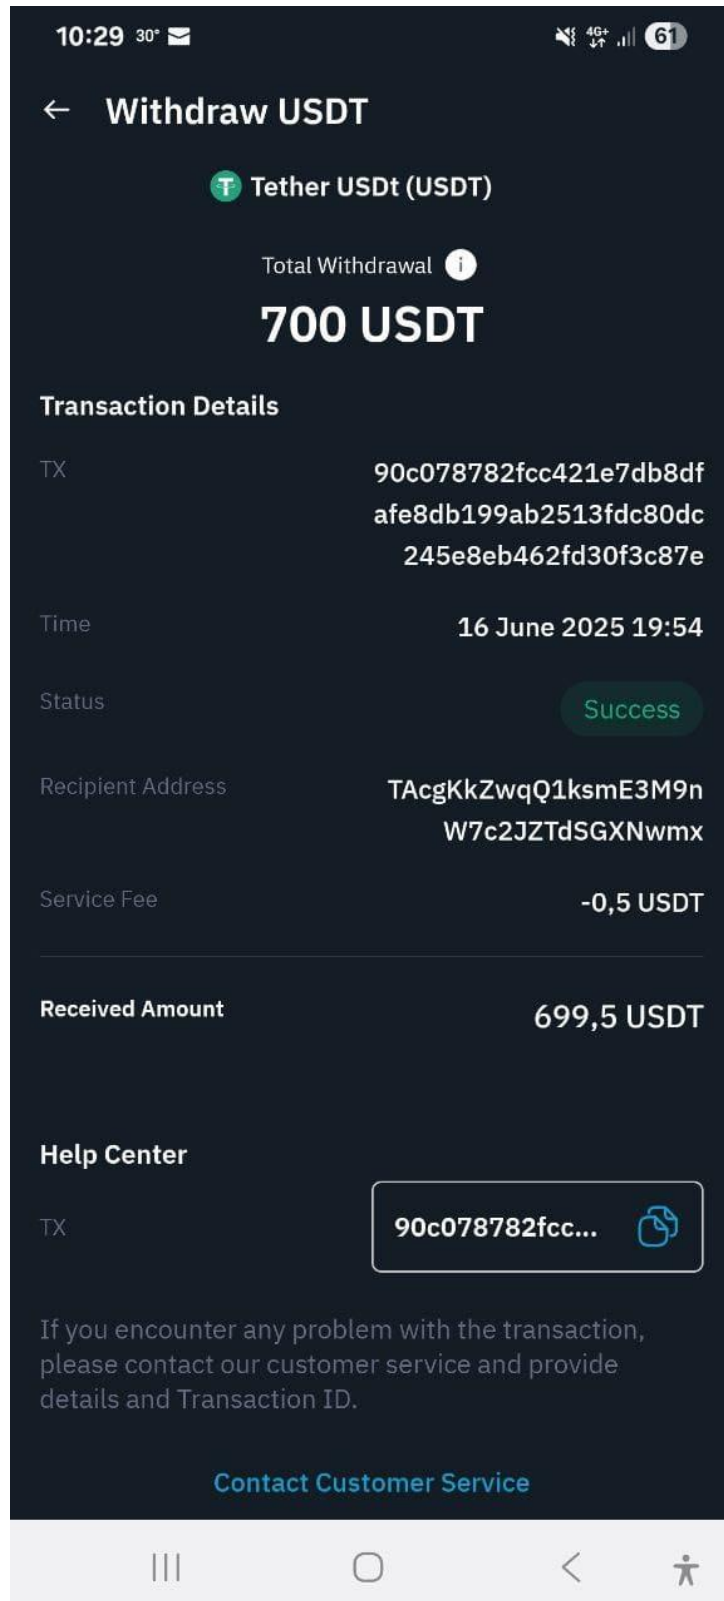 10:29 30°
4G+ 61
Withdraw USDT
Tether USDt (USDT)
Total Withdrawal i
700 USDT
Transaction Details
TX
90c078782fcc421e7db8df
afe8db199ab2513fdc80dc
245e8eb462fd30f3c87e
Time 16 June 2025 19:54
Status Success
Recipient Address TAcgKkZwqQ1ksmE3M9n
W7c2JZTdSGXNwmx
Service Fee -0,5 USDT
Received Amount 699,5 USDT
Help Center
TX 90c078782fcc...
If you encounter any problem with the transaction,
please contact our customer service and provide
details and Transaction ID.
Contact Customer Service